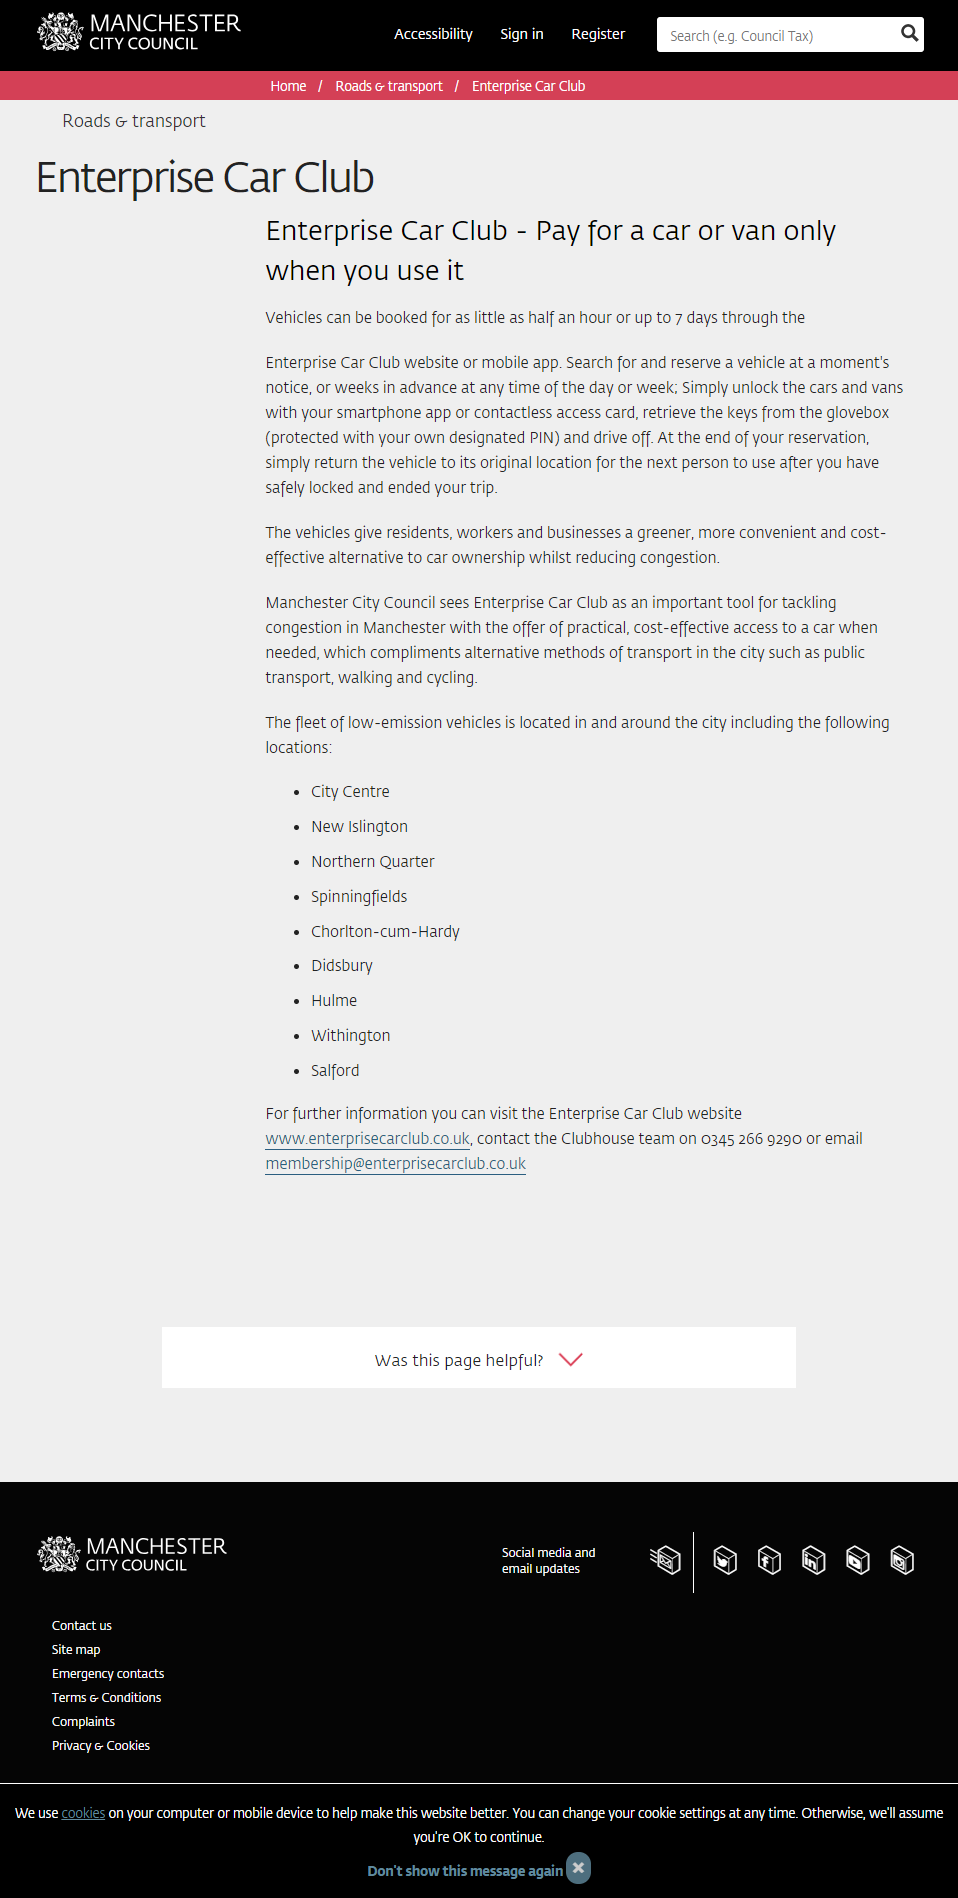 MANCHESTER
CITY COUNCIL
Accessibility
Sign in
Register
Search (e.g. Council Tax)
Home / Roads & transport / Enterprise Car Club
Roads & transport
Enterprise Car Club
Enterprise Car Club - Pay for a car or van only
when you use it
Vehicles can be booked for as little as half an hour or up to 7 days through the
Enterprise Car Club website or mobile app. Search for and reserve a vehicle at a moment's
notice, or weeks in advance at any time of the day or week; Simply unlock the cars and vans
with your smartphone app or contactless access card, retrieve the keys from the glovebox
(protected with your own designated PIN) and drive off. At the end of your reservation,
simply return the vehicle to its original location for the next person to use after you have
safely locked and ended your trip.
The vehicles give residents, workers and businesses a greener, more convenient and cost-
effective alternative to car ownership whilst reducing congestion.
Manchester City Council sees Enterprise Car Club as an important tool for tackling
congestion in Manchester with the offer of practical, cost-effective access to a car when
needed, which compliments alternative methods of transport in the city such as public
transport, walking and cycling.
The fleet of low-emission vehicles is located in and around the city including the following
locations:
• City Centre
• New Islington
• Northern Quarter
• Spinningfields
• Chorlton-cum-Hardy
• Didsbury
• Hulme
• Withington
• Salford
For further information you can visit the Enterprise Car Club website
www.enterprisecarclub.co.uk, contact the Clubhouse team on 0345 266 9290 or email
membership@enterprisecarclub.co.uk
Was this page helpful?
MANCHESTER
CITY COUNCIL
Social media and
email updates
Contact us
Site map
Emergency contacts
Terms & Conditions
Complaints
Privacy & Cookies
We use cookies on your computer or mobile device to help make this website better. You can change your cookie settings at any time. Otherwise, we'll assume
you're OK to continue.
Don't show this message again